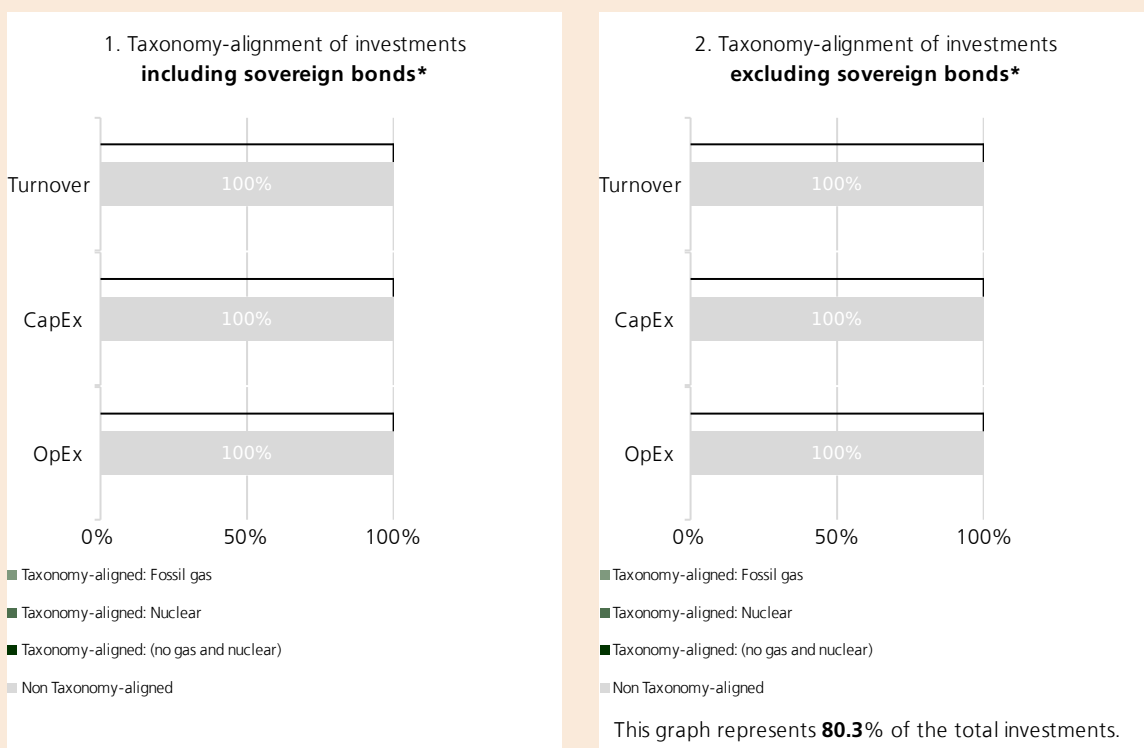 1. Taxonomy-alignment of investments
including sovereign bonds*
Turnover
100%
CapEx
100%
OpEx
100%
0% 50% 100%
Taxonomy-aligned: Fossil gas
Taxonomy-aligned: Nuclear
Taxonomy-aligned: (no gas and nuclear)
Non Taxonomy-aligned
2. Taxonomy-alignment of investments
excluding sovereign bonds*
Turnover
100%
CapEx
100%
OpEx
100%
0% 50% 100%
Taxonomy-aligned: Fossil gas
Taxonomy-aligned: Nuclear
Taxonomy-aligned: (no gas and nuclear)
Non Taxonomy-aligned
This graph represents 80.3% of the total investments.